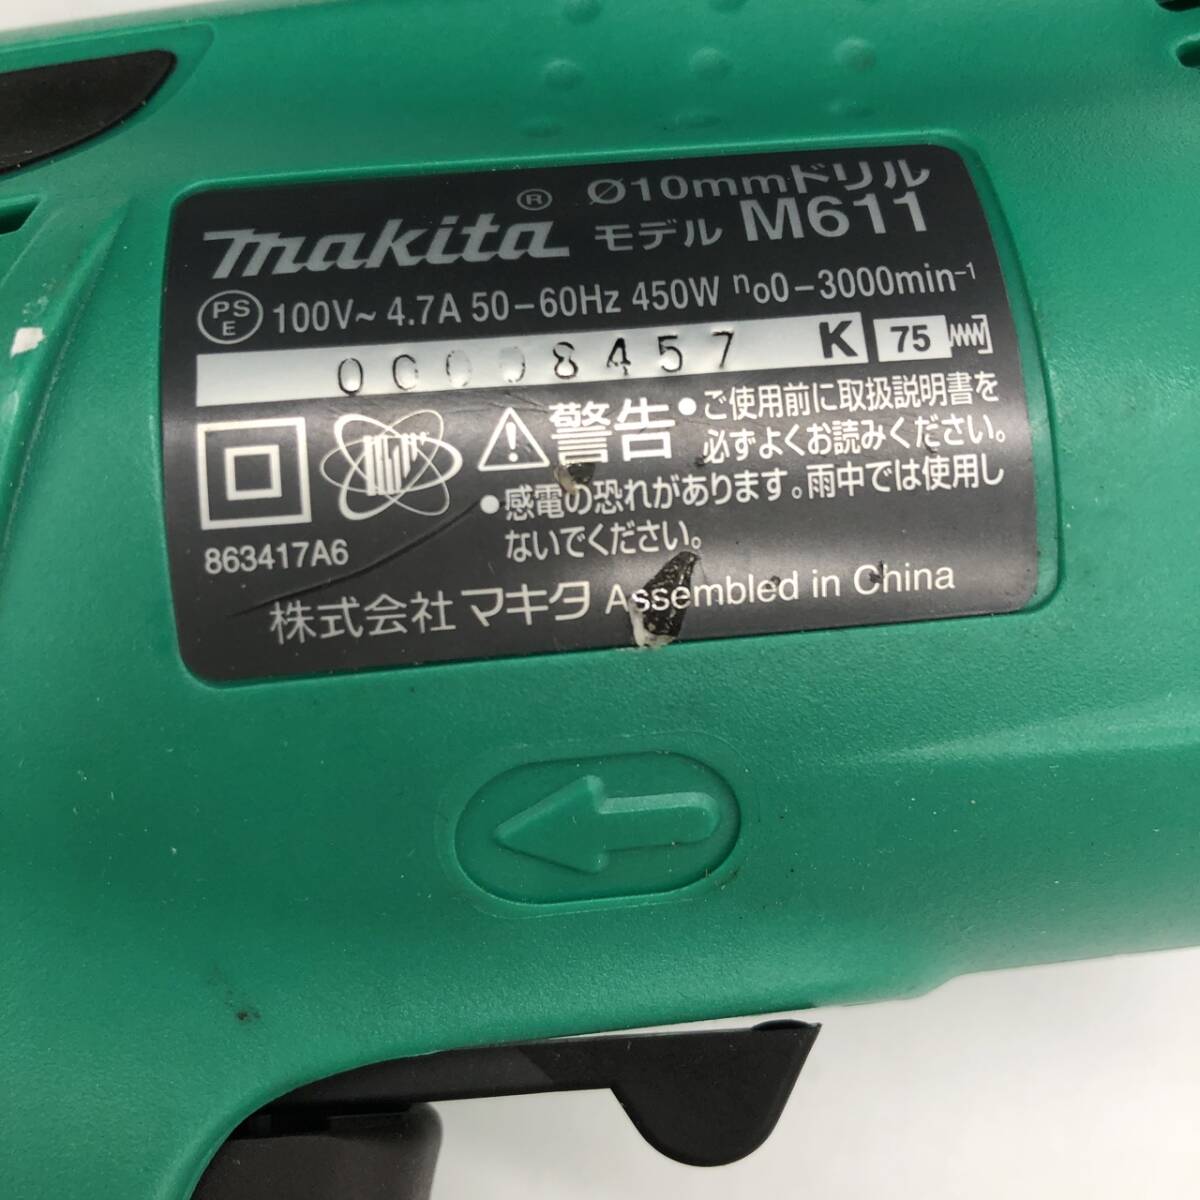 makita® Ø10mmドリル
モデル M611
PSE 100V~ 4.7A 50-60Hz 450W n₀0-3000min⁻¹
00008457 K 75
警告 ●ご使用前に取扱説明書を
必ずよくお読みください。
●感電の恐れがあります。雨中では使用し
ないでください。
863417A6
株式会社マキタ Assembled in China